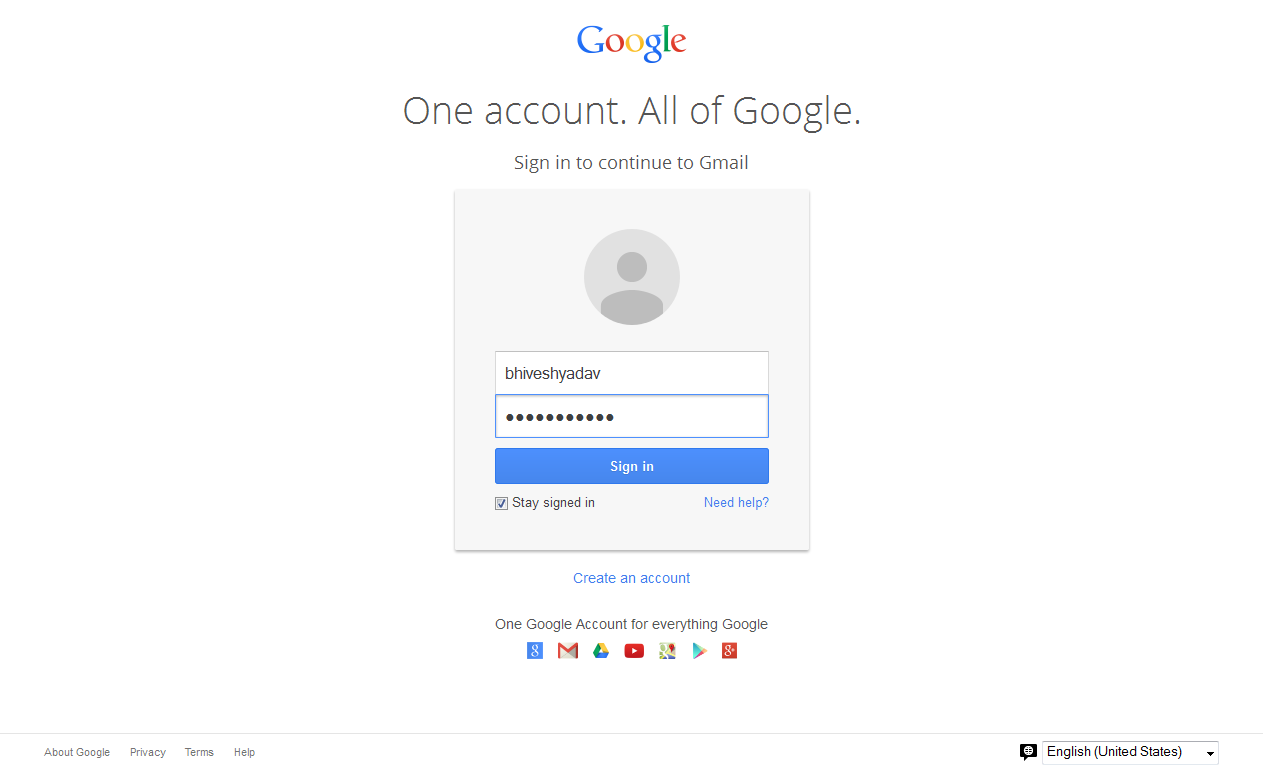 Google
One account. All of Google.
Sign in to continue to Gmail
bhiveshyadav
●●●●●●●●●●●
Sign in
Stay signed in Need help?
Create an account
One Google Account for everything Google
About Google Privacy Terms Help English (United States)